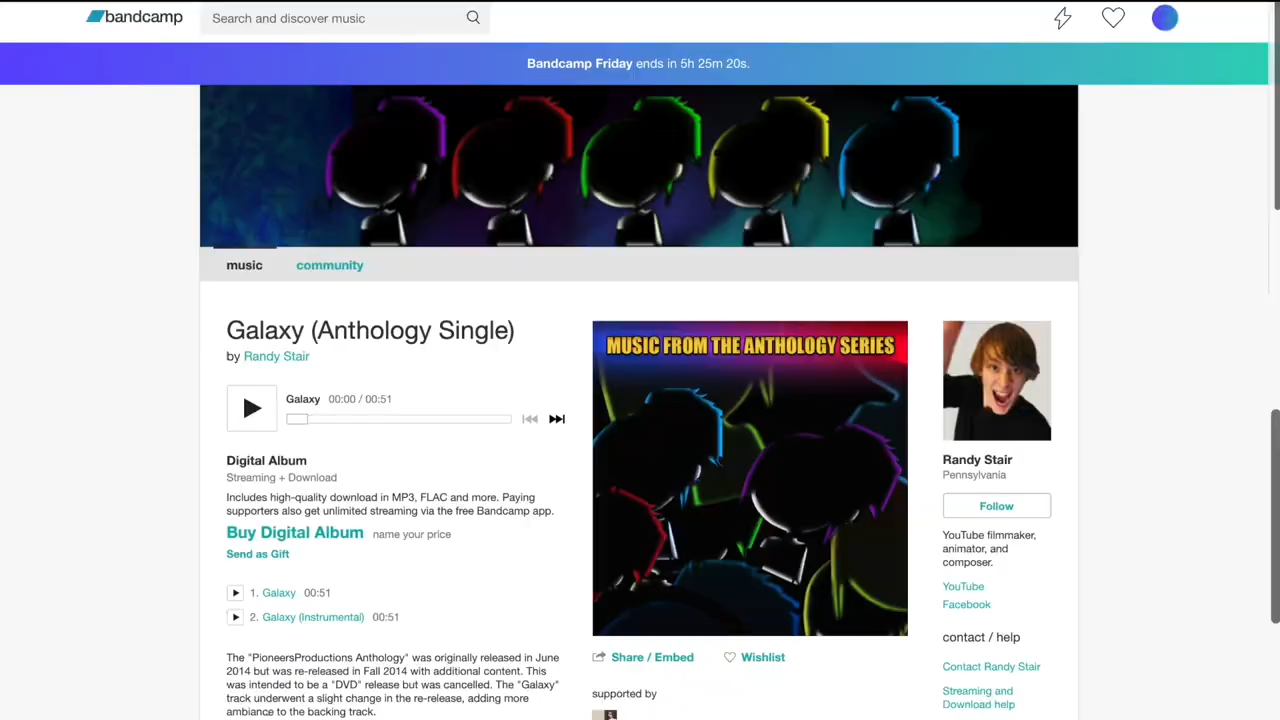 bandcamp
Search and discover music
Bandcamp Friday ends in 5h 25m 20s.
music
community
Galaxy (Anthology Single)
by Randy Stair
Galaxy 00:00 / 00:51
Digital Album
Streaming + Download
Includes high-quality download in MP3, FLAC and more. Paying
supporters also get unlimited streaming via the free Bandcamp app.
Buy Digital Album name your price
Send as Gift
1. Galaxy 00:51
2. Galaxy (Instrumental) 00:51
The "PioneersProductions Anthology" was originally released in June
2014 but was re-released in Fall 2014 with additional content. This
was intended to be a "DVD" release but was cancelled. The "Galaxy"
track underwent a slight change in the re-release, adding more
ambiance to the backing track.
MUSIC FROM THE ANTHOLOGY SERIES
Share / Embed
Wishlist
supported by
Randy Stair
Pennsylvania
Follow
YouTube filmmaker,
animator, and
composer.
YouTube
Facebook
contact / help
Contact Randy Stair
Streaming and
Download help